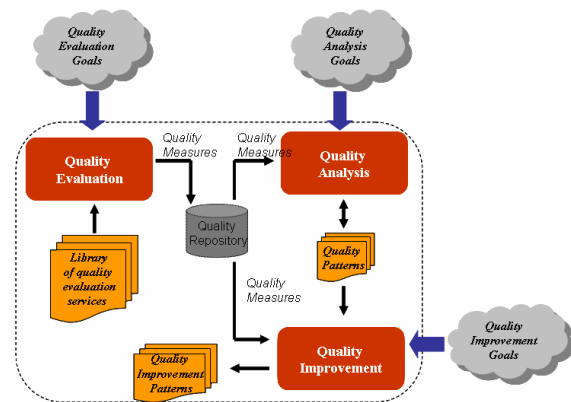 Quality
Evaluation
Goals
Quality
Analysis
Goals
Quality
Measures
Quality
Measures
Quality
Evaluation
Quality
Analysis
Quality
Repository
Library
of quality
evaluation
services
Quality
Patterns
Quality
Measures
Quality
Improvement
Goals
Quality
Improvement
Quality
Improvement
Patterns